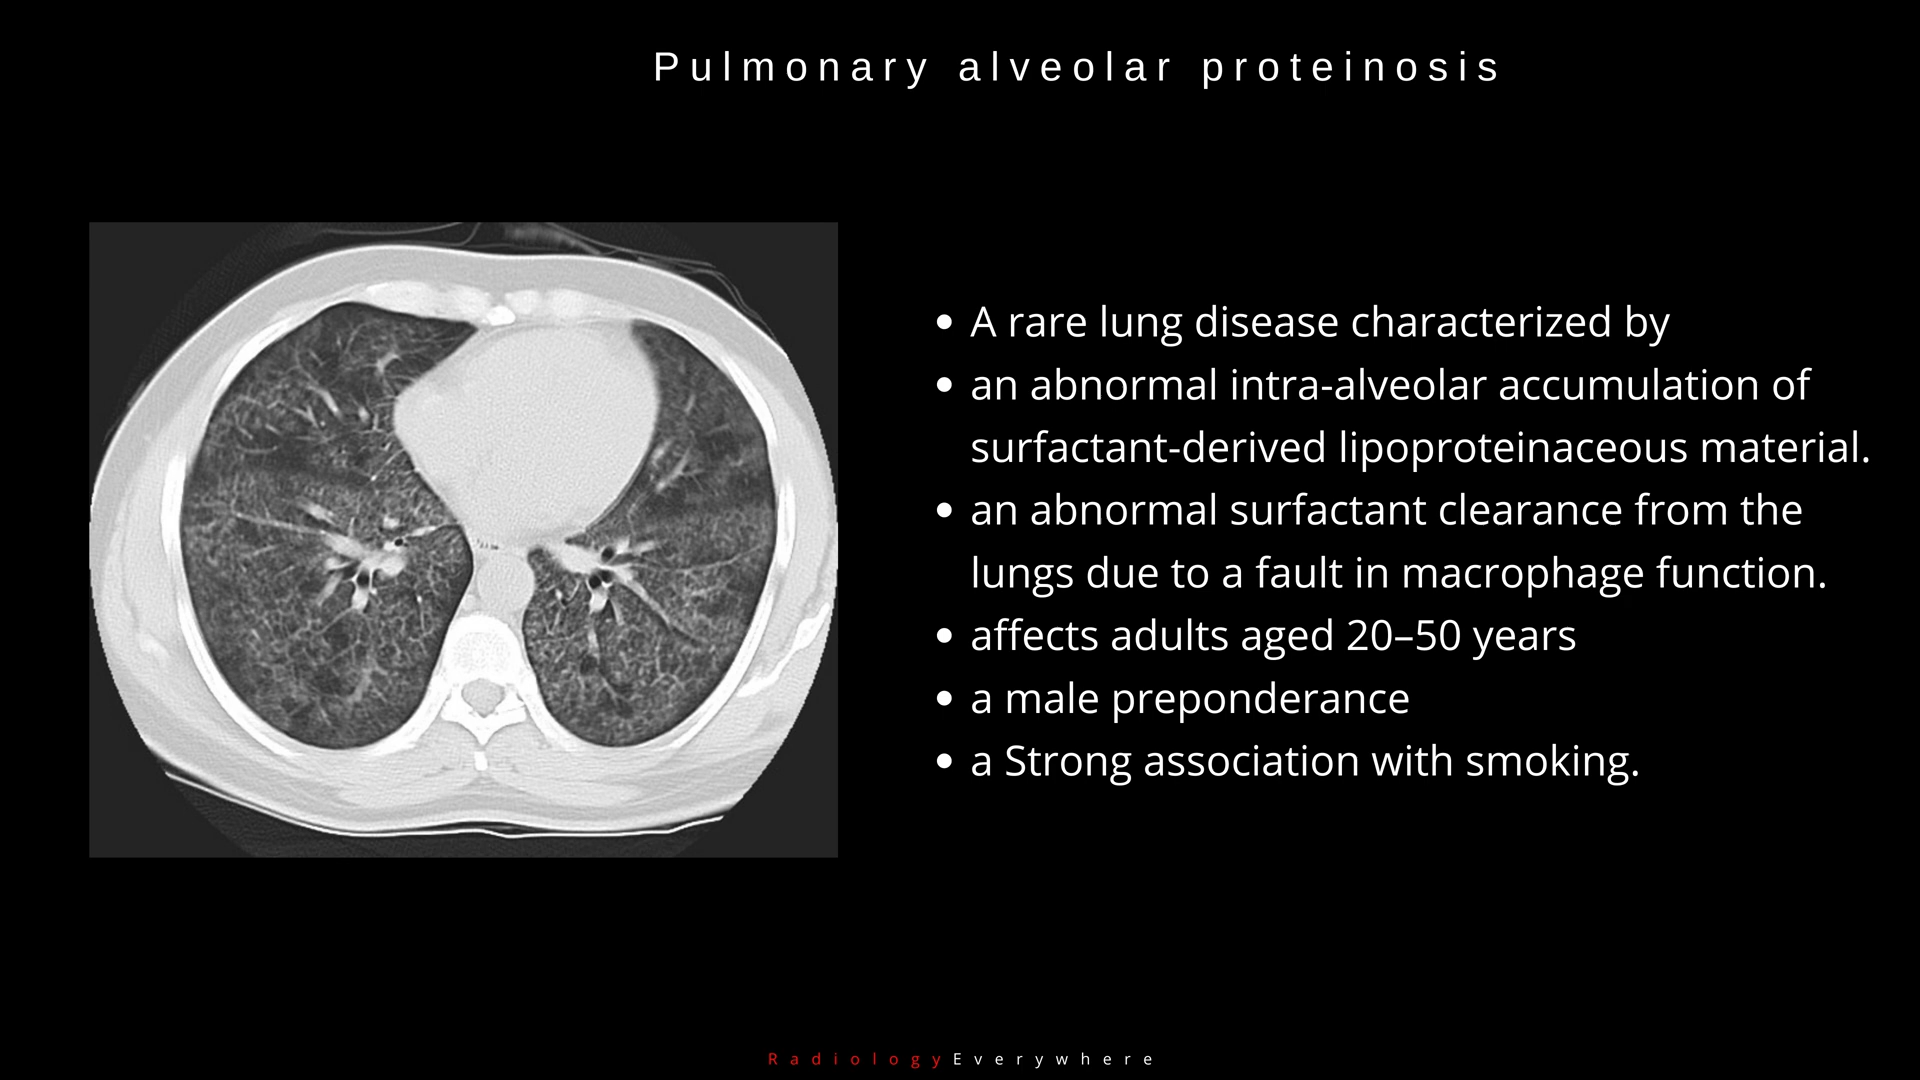 Pulmonary alveolar proteinosis
• A rare lung disease characterized by
• an abnormal intra-alveolar accumulation of
surfactant-derived lipoproteinaceous material.
• an abnormal surfactant clearance from the
lungs due to a fault in macrophage function.
• affects adults aged 20–50 years
• a male preponderance
• a Strong association with smoking.
RadiologyEverywhere